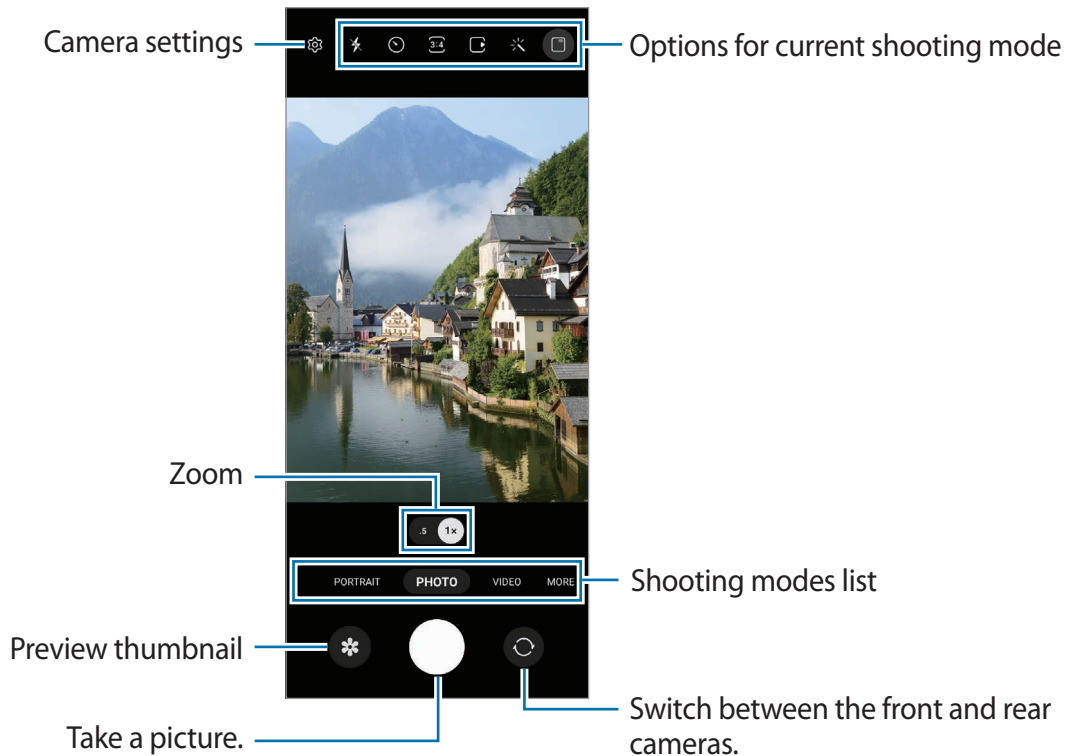 Camera settings
3:4
Options for current shooting mode
Zoom
.5 1×
PORTRAIT PHOTO VIDEO MORE
Shooting modes list
Preview thumbnail
Take a picture.
Switch between the front and rear
cameras.